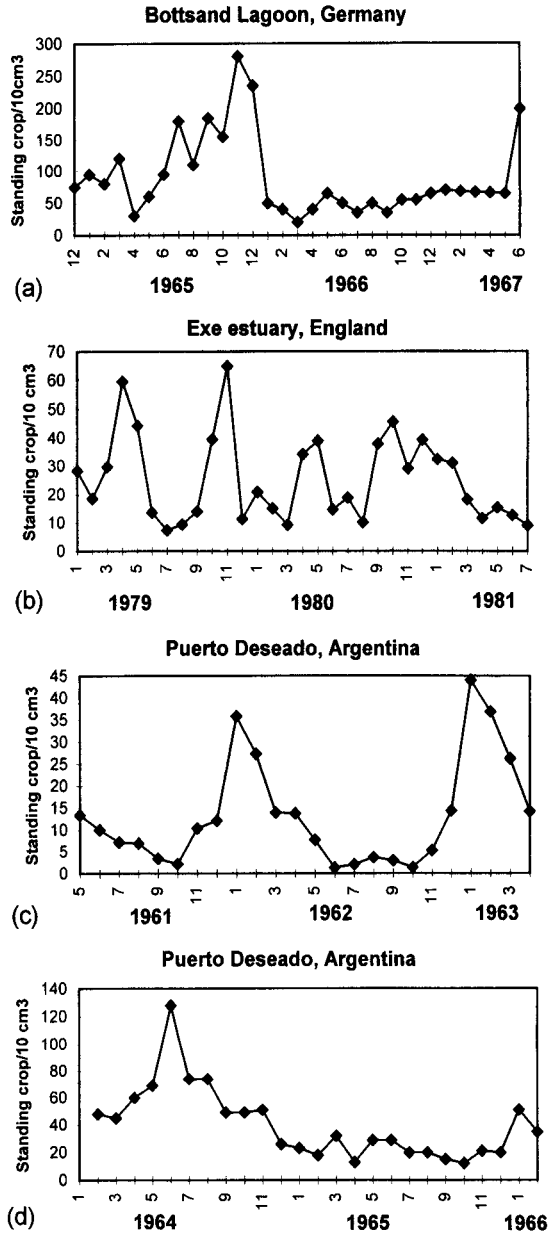 Bottsand Lagoon, Germany
Standing crop/10cm3
300
250
200
150
100
50
0
12 2 4 6 8 10 12 2 4 6 8 10 12 2 4 6
1965 1966 1967
(a)
Exe estuary, England
Standing crop/10 cm3
70
60
50
40
30
20
10
0
1 3 5 7 9 11 1 3 5 7 9 11 1 3 5 7
1979 1980 1981
(b)
Puerto Deseado, Argentina
Standing crop/10 cm3
45
40
35
30
25
20
15
10
5
0
5 7 9 11 1 3 5 7 9 11 1 3
1961 1962 1963
(c)
Puerto Deseado, Argentina
Standing crop/10 cm3
140
120
100
80
60
40
20
0
1 3 5 7 9 11 1 3 5 7 9 11 1
1964 1965 1966
(d)